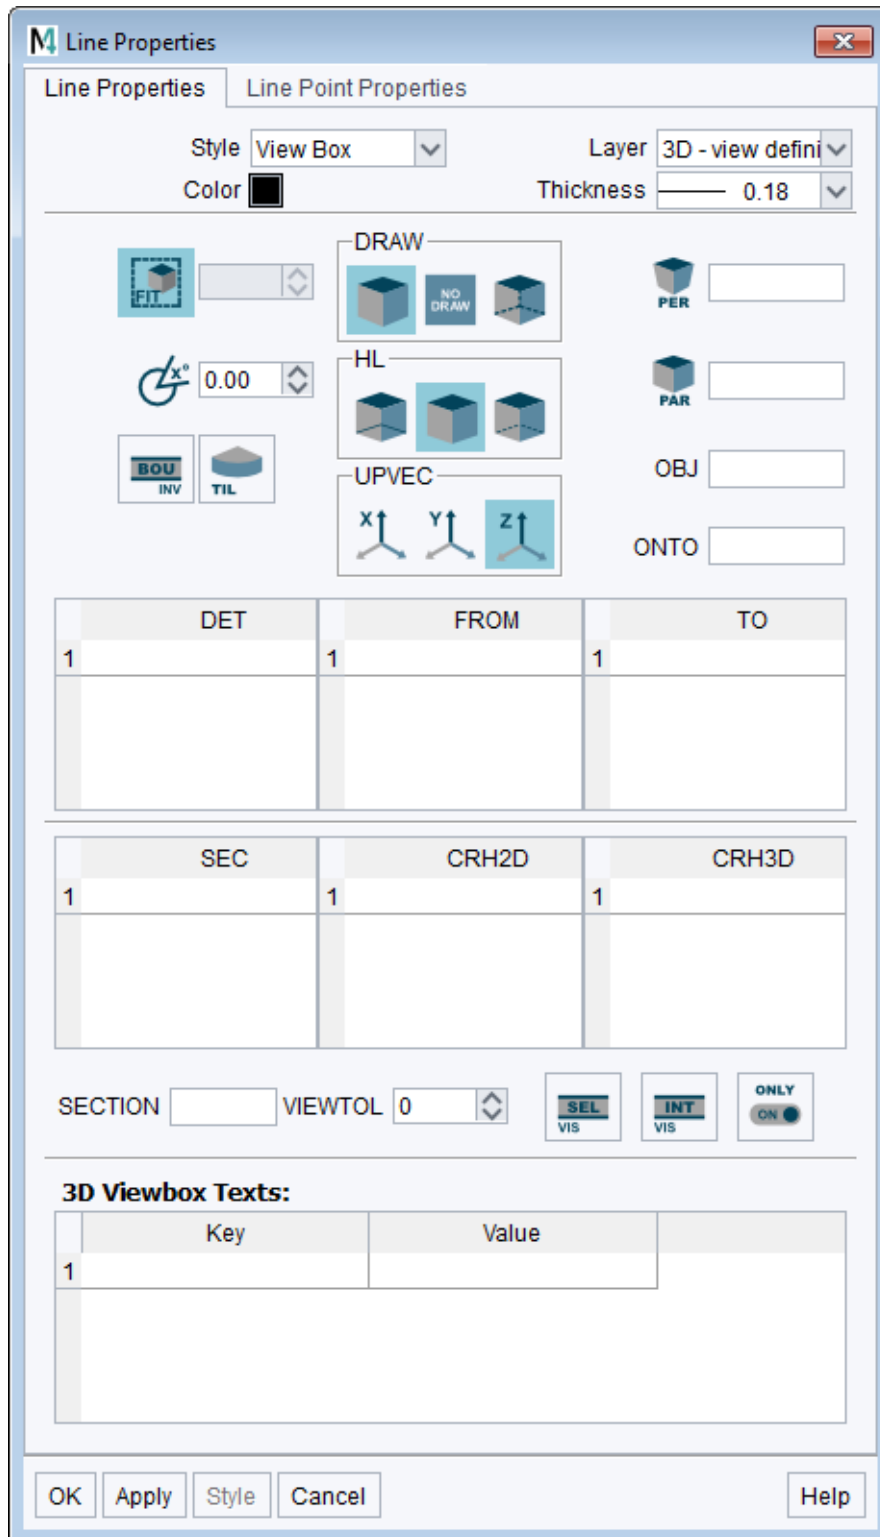 M4 Line Properties
Line Properties Line Point Properties
Style View Box Layer 3D - view defini
Color Thickness 0.18
DRAW
FIT NO DRAW PER
HL
x° 0.00 PAR
BOU INV TIL
UPVEC OBJ
X Y Z ONTO
DET FROM TO
1 1 1
SEC CRH2D CRH3D
1 1 1
SECTION VIEWTOL 0 SEL VIS INT VIS ONLY ON
3D Viewbox Texts:
Key Value
1
OK Apply Style Cancel Help